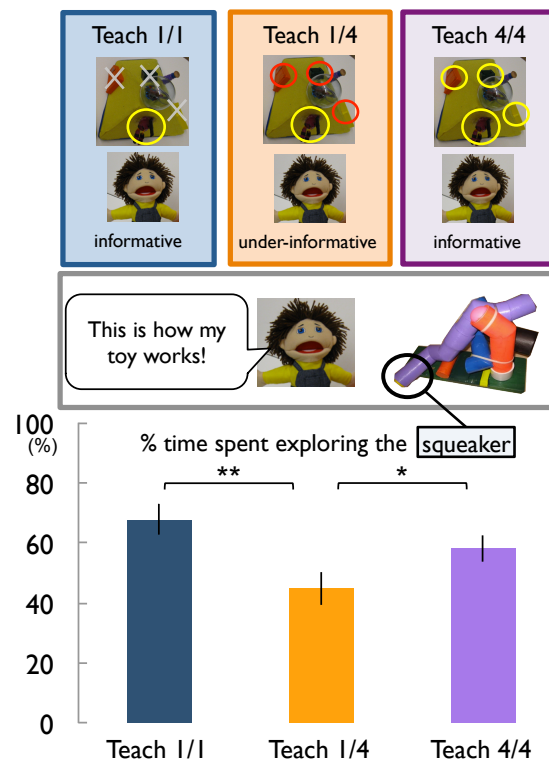 Teach 1/1
Teach 1/4
Teach 4/4
informative
under-informative
informative
This is how my
toy works!
100
(%)
% time spent exploring the squeaker
**
*
80
60
40
20
0
Teach 1/1
Teach 1/4
Teach 4/4